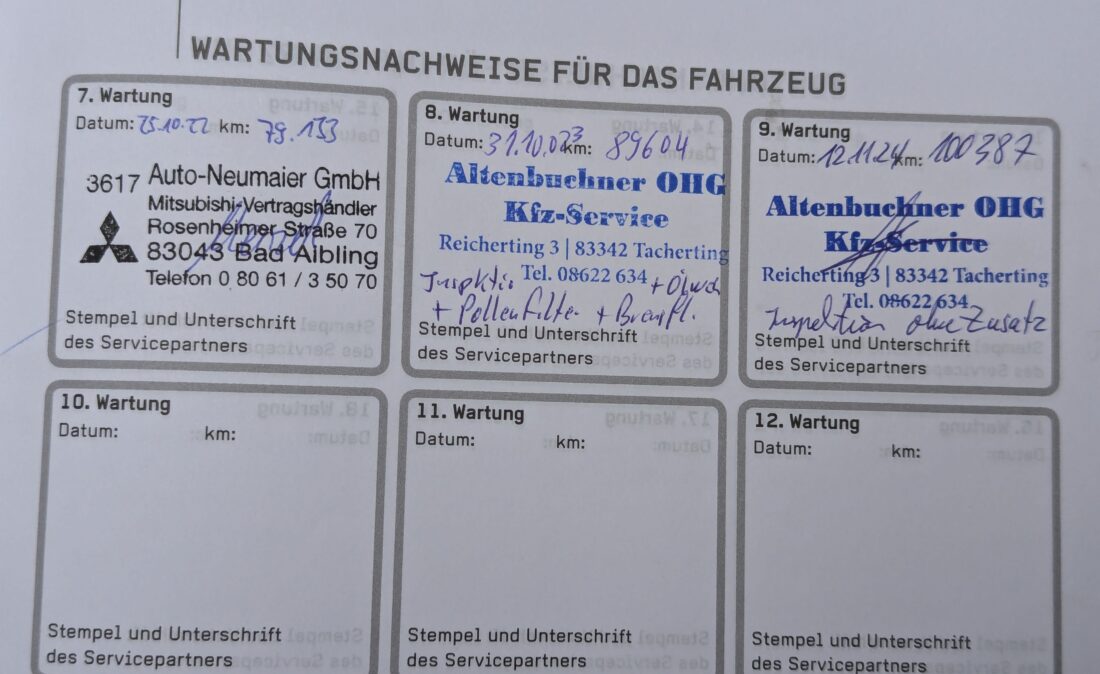 WARTUNGSNACHWEISE FÜR DAS FAHRZEUG
7. Wartung
Datum: 25.10.22 km: 79.133
3617 Auto-Neumaier GmbH
Mitsubishi-Vertragshändler
Rosenheimer Straße 70
83043 Bad Aibling
Telefon 0 80 61 / 3 50 70
Stempel und Unterschrift
des Servicepartners
8. Wartung
Datum: 31.10.023 km: 89604
Altenbuchner OHG
Kfz-Service
Reicherting 3 | 83342 Tacherting
Tel. 08622 634
Inspktio + Ölwch
+ Pollenfilter + Bremfl.
Stempel und Unterschrift
des Servicepartners
9. Wartung
Datum: 12.11.24 km: 100387
Altenbuchner OHG
Kfz-Service
Reicherting 3 | 83342 Tacherting
Tel. 08622 634
Inspektion ohne Zusatz
Stempel und Unterschrift
des Servicepartners
10. Wartung
Datum: km:
Stempel und Unterschrift
des Servicepartners
11. Wartung
Datum: km:
Stempel und Unterschrift
des Servicepartners
12. Wartung
Datum: km:
Stempel und Unterschrift
des Servicepartners